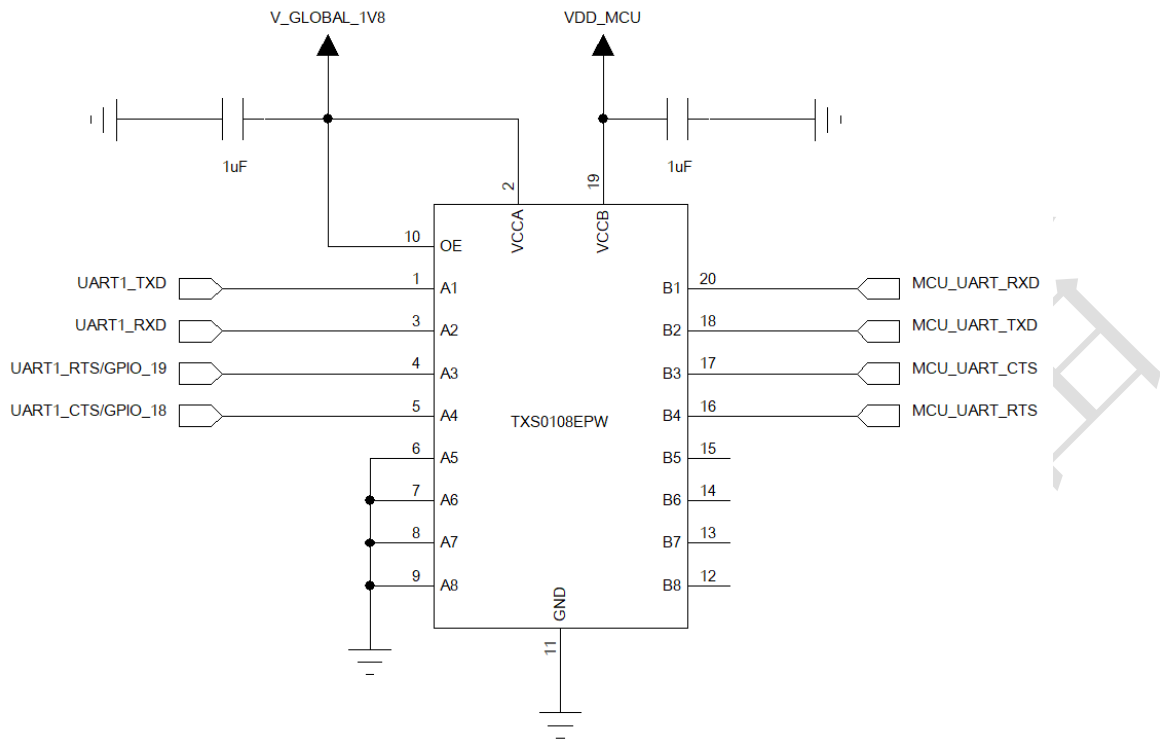 V_GLOBAL_1V8 VDD_MCU
1uF 1uF
2 19
VCCA VCCB
10 OE
UART1_TXD 1 A1 B1 20 MCU_UART_RXD
UART1_RXD 3 A2 B2 18 MCU_UART_TXD
UART1_RTS/GPIO_19 4 A3 B3 17 MCU_UART_CTS
UART1_CTS/GPIO_18 5 A4 B4 16 MCU_UART_RTS
TXS0108EPW
6 A5 B5 15
7 A6 B6 14
8 A7 B7 13
9 A8 B8 12
GND
11